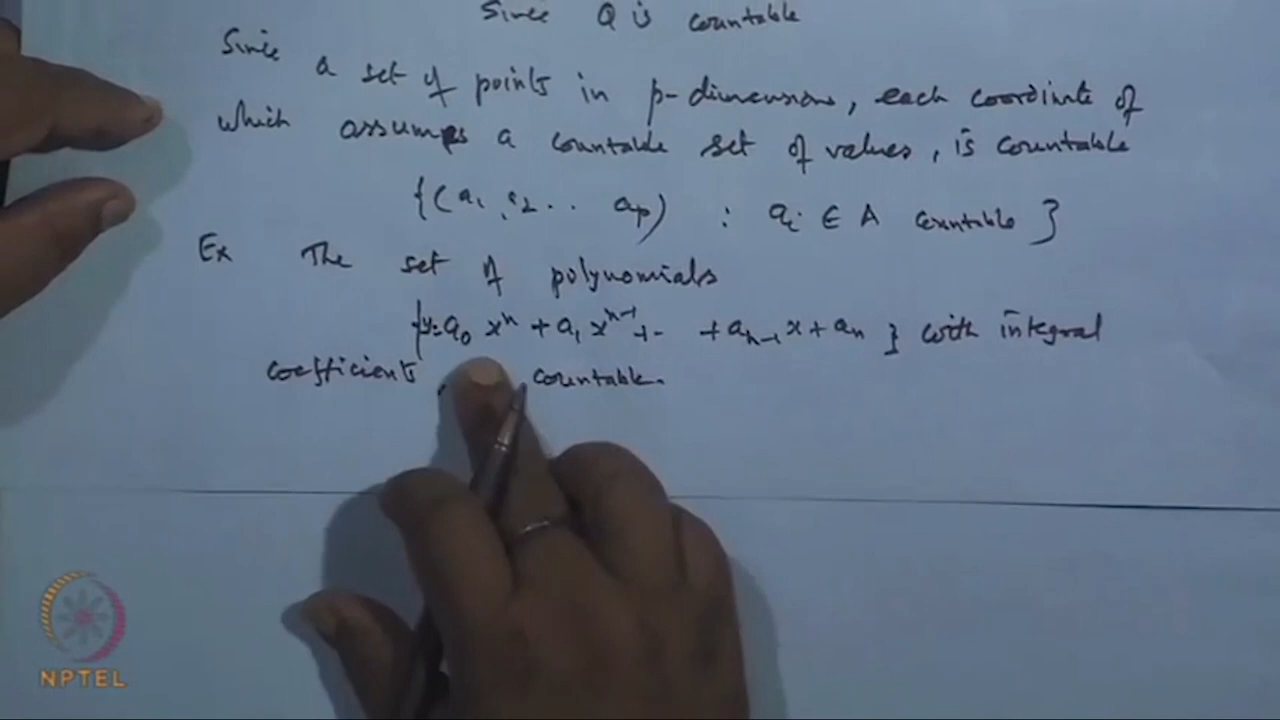 Since Q is countable
Since a set of points in p-dimensions, each coordinate of
which assumes a countable set of values, is countable
{(a1, a2.. ap) : ai ∈ A countable}
Ex The set of polynomials
{y=a0 x^n + a1 x^n-1 + - + an-1 x + an } with integral
coefficients, countable.
NPTEL